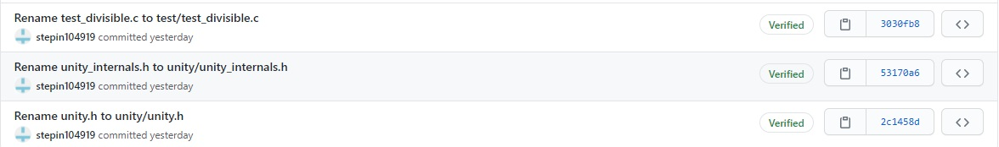 Rename test_divisible.c to test/test_divisible.c
stepin104919 committed yesterday
Verified
3030fb8
Rename unity_internals.h to unity/unity_internals.h
stepin104919 committed yesterday
Verified
53170a6
Rename unity.h to unity/unity.h
stepin104919 committed yesterday
Verified
2c1458d